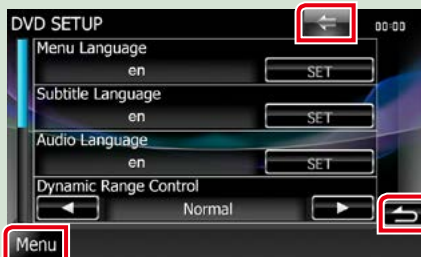 DVD SETUP 00:00
Menu Language
en SET
Subtitle Language
en SET
Audio Language
en SET
Dynamic Range Control
Normal
Menu